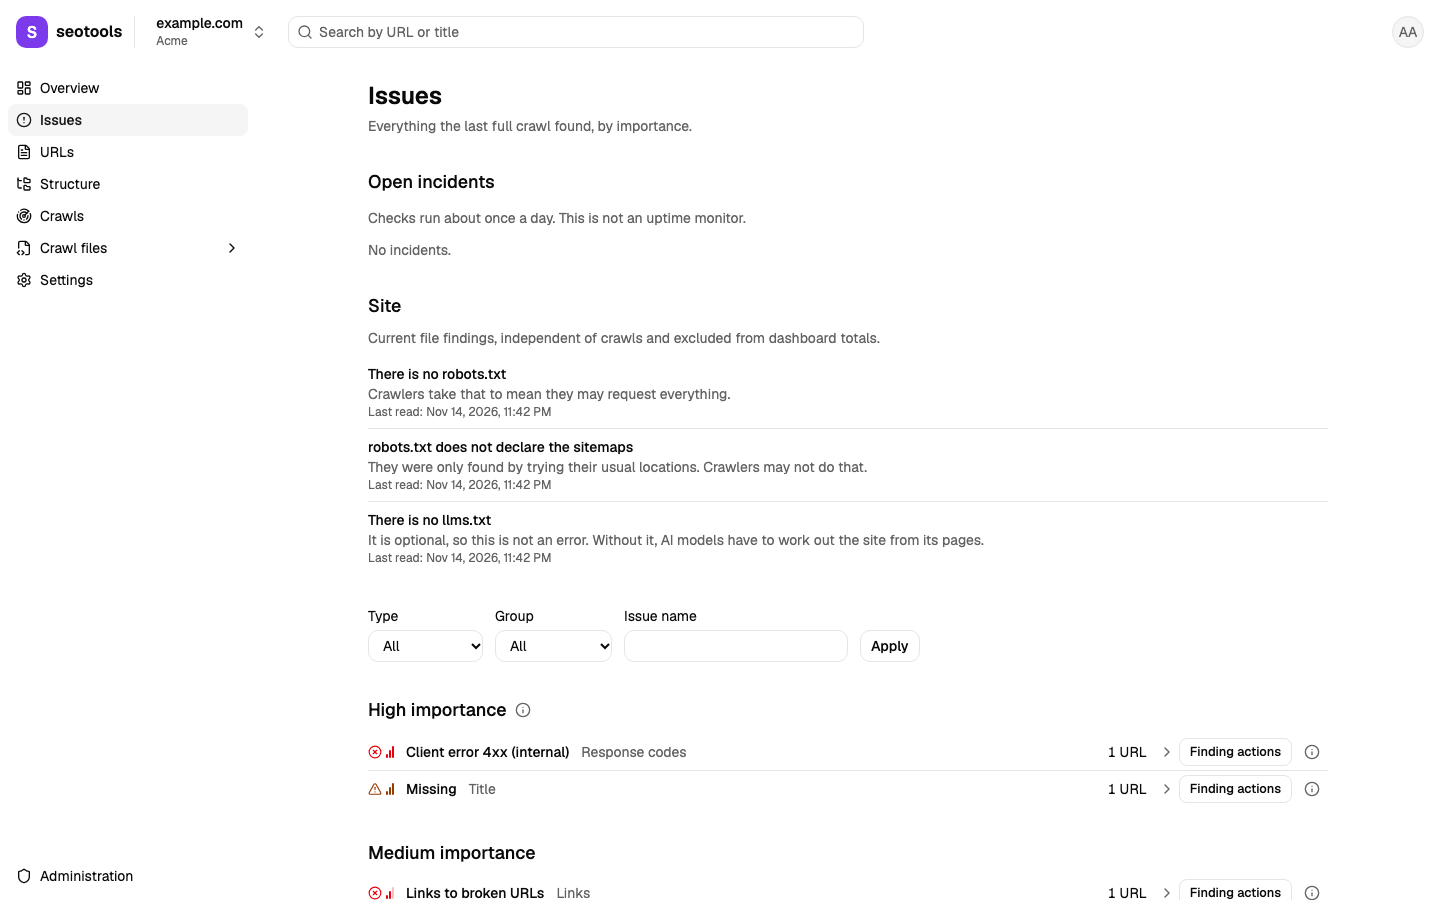 S seotools
example.com
Acme
Search by URL or title
AA
Overview
Issues
URLs
Structure
Crawls
Crawl files
Settings
Administration
Issues
Everything the last full crawl found, by importance.
Open incidents
Checks run about once a day. This is not an uptime monitor.
No incidents.
Site
Current file findings, independent of crawls and excluded from dashboard totals.
There is no robots.txt
Crawlers take that to mean they may request everything.
Last read: Nov 14, 2026, 11:42 PM
robots.txt does not declare the sitemaps
They were only found by trying their usual locations. Crawlers may not do that.
Last read: Nov 14, 2026, 11:42 PM
There is no llms.txt
It is optional, so this is not an error. Without it, AI models have to work out the site from its pages.
Last read: Nov 14, 2026, 11:42 PM
Type Group Issue name
All All Apply
High importance
Client error 4xx (internal) Response codes 1 URL Finding actions
Missing Title 1 URL Finding actions
Medium importance
Links to broken URLs Links 1 URL Finding actions